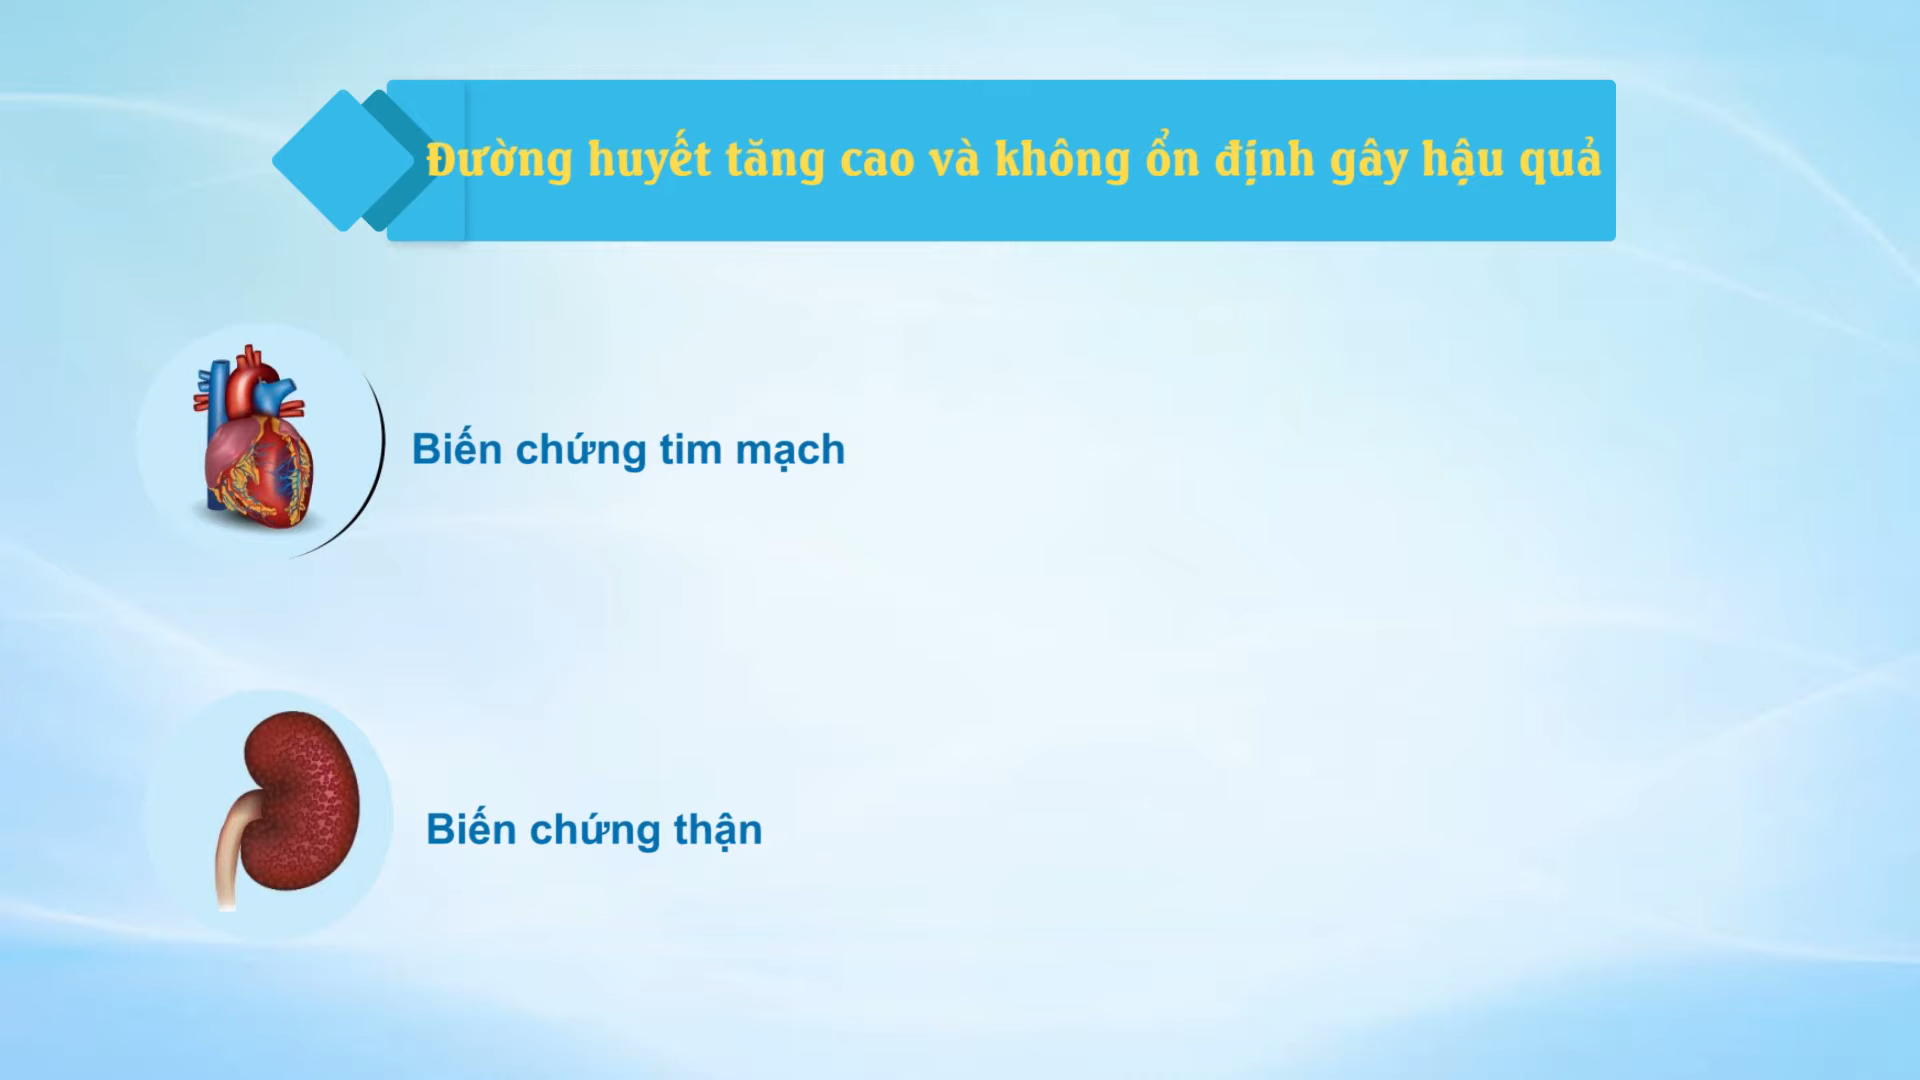 Đường huyết tăng cao và không ổn định gây hậu quả
Biến chứng tim mạch
Biến chứng thận